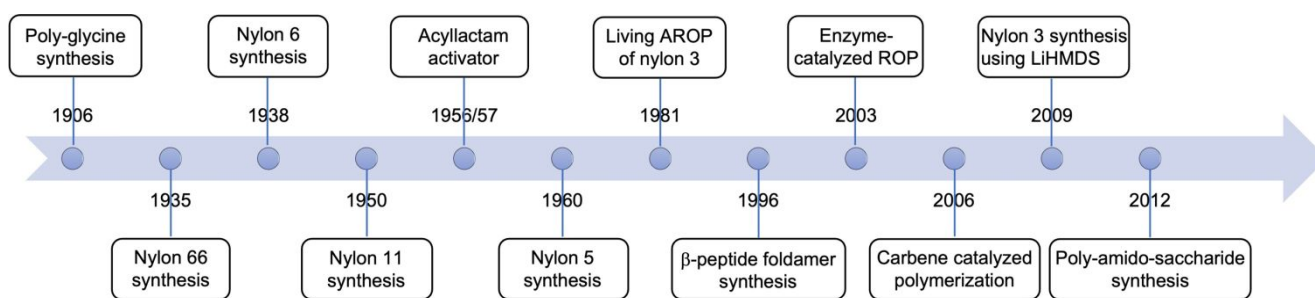 Poly-glycine
synthesis
Nylon 6
synthesis
Acyllactam
activator
Living AROP
of nylon 3
Enzyme-
catalyzed ROP
Nylon 3 synthesis
using LiHMDS
1906
1938
1956/57
1981
2003
2009
1935
1950
1960
1996
2006
2012
Nylon 66
synthesis
Nylon 11
synthesis
Nylon 5
synthesis
β-peptide foldamer
synthesis
Carbene catalyzed
polymerization
Poly-amido-saccharide
synthesis